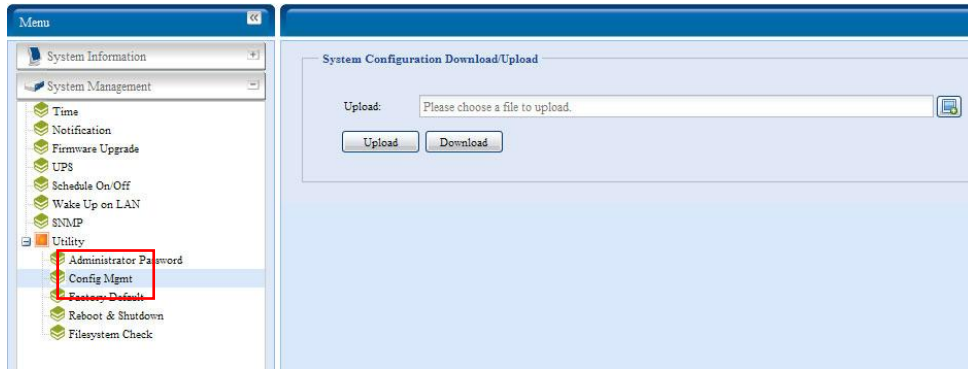 Menu
System Information
System Management
Time
Notification
Firmware Upgrade
UPS
Schedule On/Off
Wake Up on LAN
SNMP
Utility
Administrator Password
Config Mgmt
Factory Default
Reboot & Shutdown
Filesystem Check
System Configuration Download/Upload
Upload: Please choose a file to upload.
Upload Download